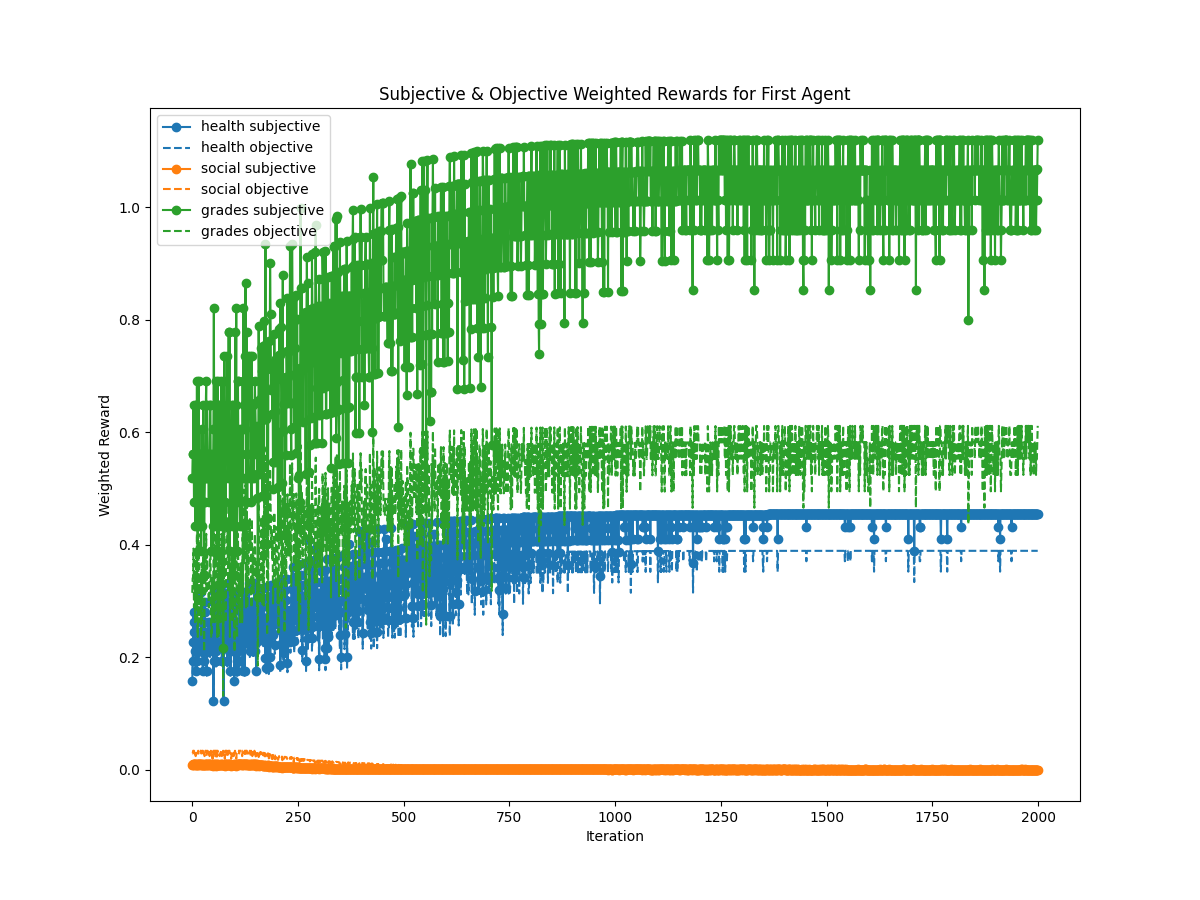 Subjective & Objective Weighted Rewards for First Agent
health subjective
health objective
social subjective
social objective
grades subjective
grades objective
1.0
0.8
0.6
0.4
0.2
0.0
Weighted Reward
0 250 500 750 1000 1250 1500 1750 2000
Iteration